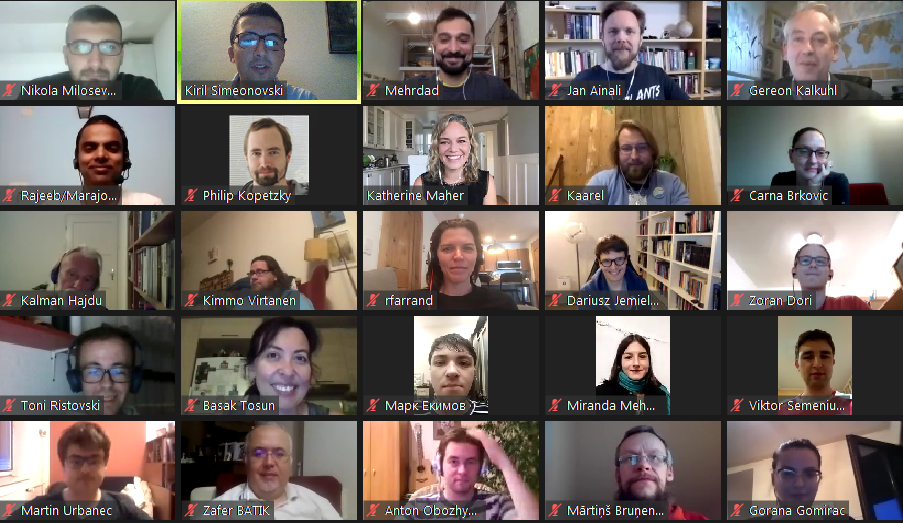 Nikola Milosev...
Kiril Simeonovski
Mehrdad
Jan Ainali
LANTS
Gereon Kalkuhl
Rajeeb/Marajo...
Philip Kopetzky
Katherine Maher
Kaarel
Carna Brkovic
Kalman Hajdu
Kimmo Virtanen
rfarrand
Dariusz Jemiel...
Zoran Dori
Toni Ristovski
Basak Tosun
Марк Екимов
Miranda Meh...
Viktor Semeniu...
Martin Urbanec
Zafer BATIK
Anton Obozhy...
Mārtiņš Bruņen...
Gorana Gomirac